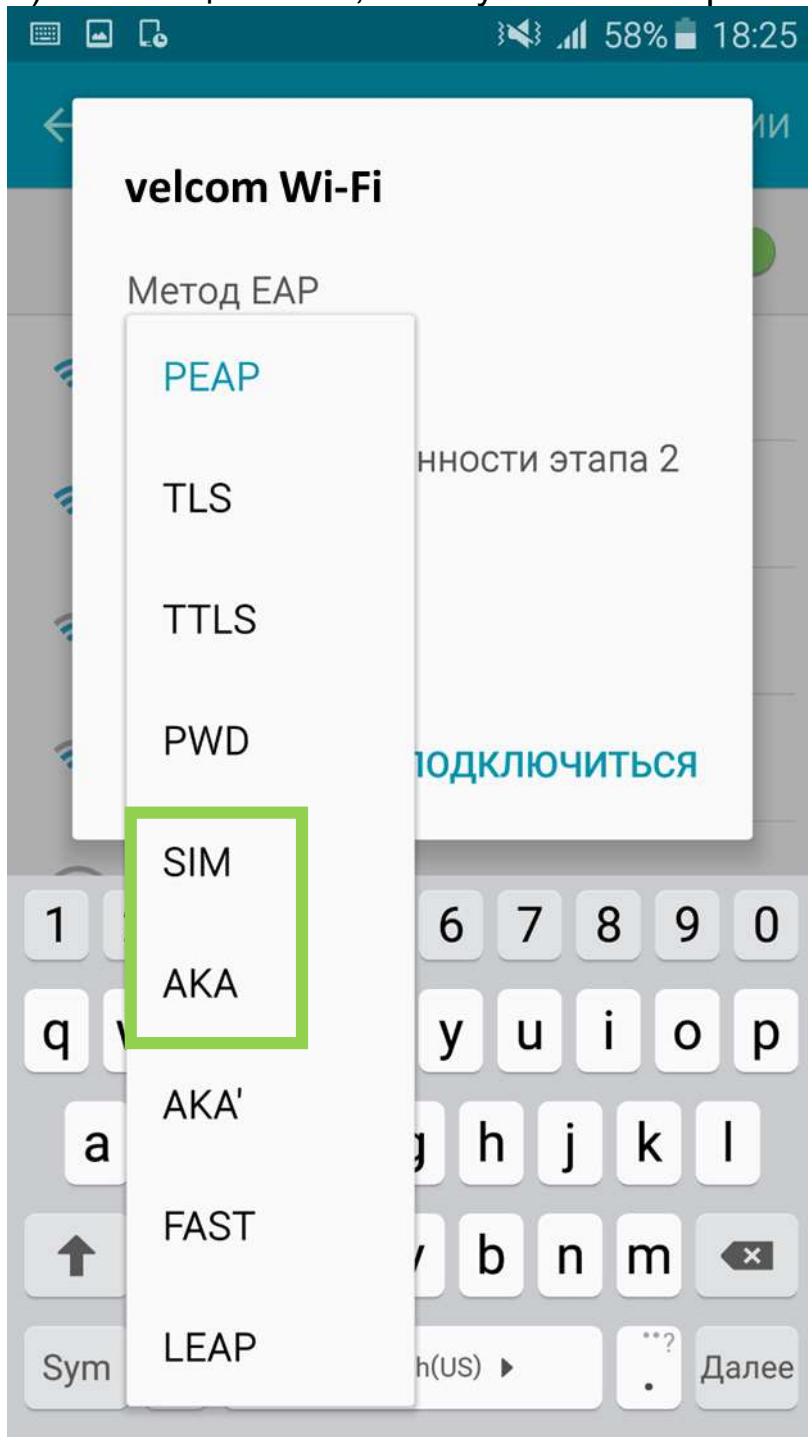 58% 18:25
ии
velcom Wi-Fi
Метод EAP
PEAP
нности этапа 2
TLS
TTLS
PWD
подключиться
SIM
1 6 7 8 9 0
AKA
q y u i o p
AKA'
a g h j k l
FAST
b n m
LEAP
Sym h(US) . Далее